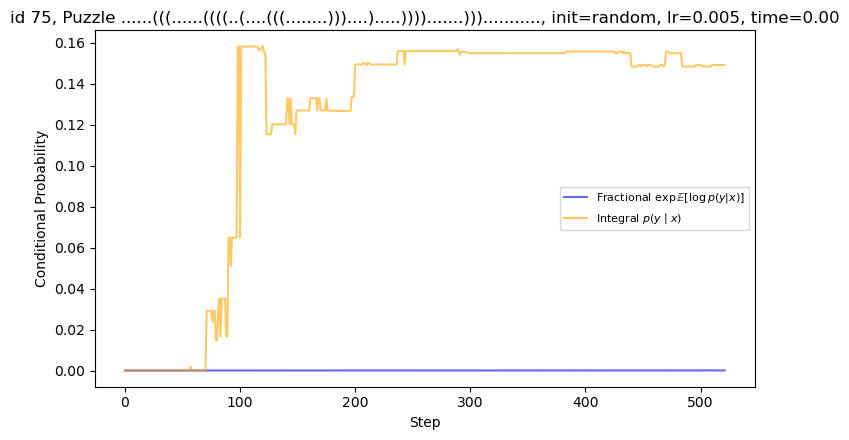 id 75, Puzzle ......(((......((((..(....(((........)))....).....)))).......)))..........., init=random, lr=0.005, time=0.00
0.16
0.14
0.12
0.10
0.08
0.06
0.04
0.02
0.00
Conditional Probability
Fractional exp𝔼[log p(y|x)]
Integral p(y | x)
0 100 200 300 400 500
Step